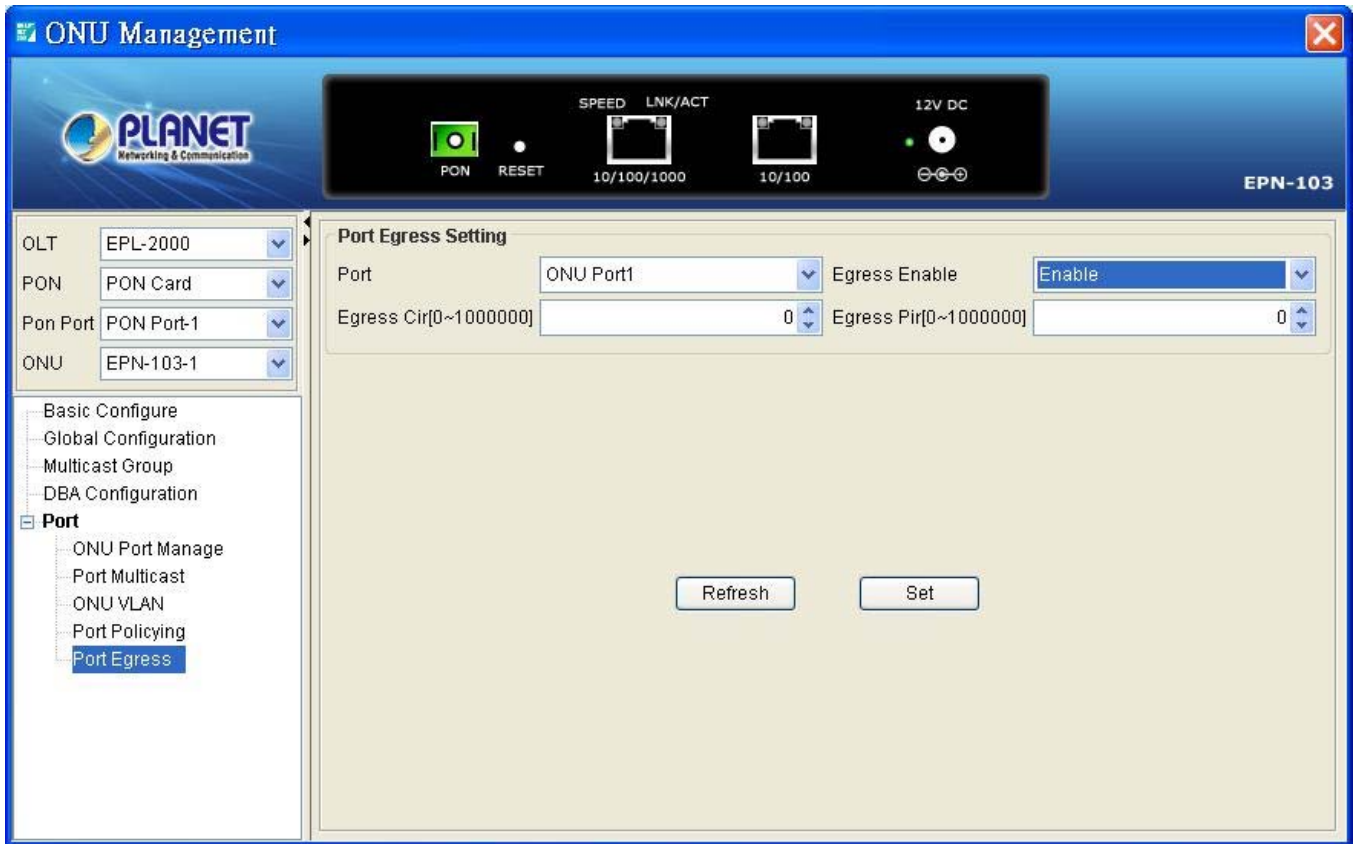 ONU Management
PLANET
Networking & Communication
SPEED LNK/ACT
12V DC
PON
RESET
10/100/1000
10/100
EPN-103
OLT EPL-2000
PON PON Card
Pon Port PON Port-1
ONU EPN-103-1
Basic Configure
Global Configuration
Multicast Group
DBA Configuration
Port
ONU Port Manage
Port Multicast
ONU VLAN
Port Policying
Port Egress
Port Egress Setting
Port ONU Port1 Egress Enable Enable
Egress Cir[0~1000000] 0 Egress Pir[0~1000000] 0
Refresh Set